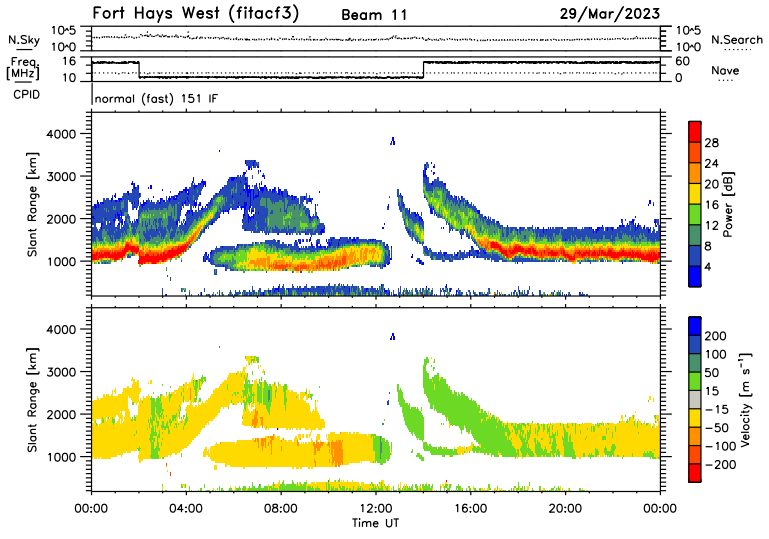 Fort Hays West (fitacf3) Beam 11 29/Mar/2023
10^5 10^5
N.Sky N.Search
10^0 10^0
Freq. 16 60
[MHz] Nave
10 0
CPID
normal (fast) 151 IF
4000
3000
2000
1000
Slant Range [km]
28
24
20
16
12
8
4
Power [dB]
4000
3000
2000
1000
Slant Range [km]
200
100
50
15
-15
-50
-100
-200
Velocity [m s⁻¹]
00:00 04:00 08:00 12:00 16:00 20:00 00:00
Time UT